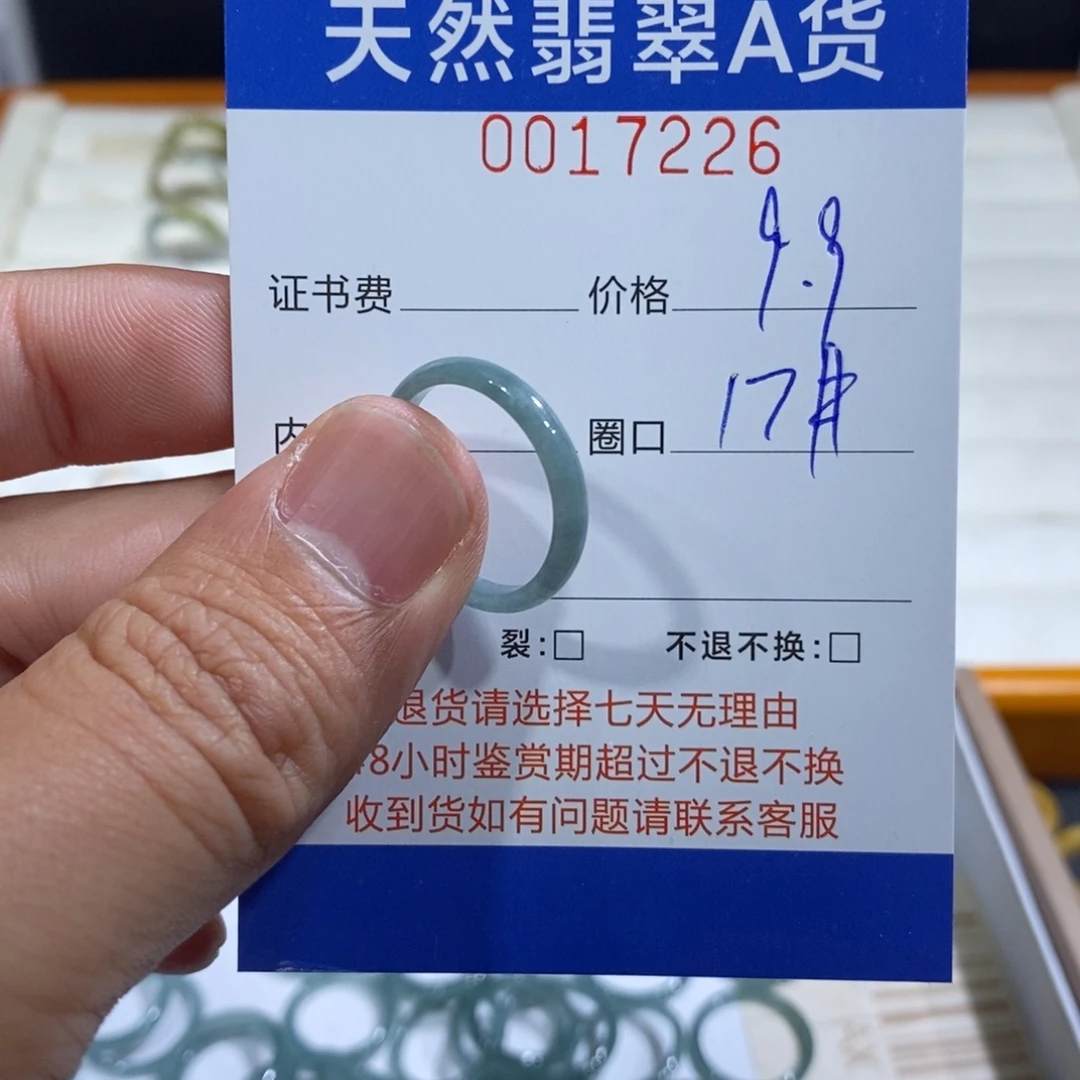 天然翡翠A货
0017226
证书费 价格 9.9
内 圈口 17#
裂:□ 不退不换:□
退货请选择七天无理由
8小时鉴赏期超过不退不换
收到货如有问题请联系客服